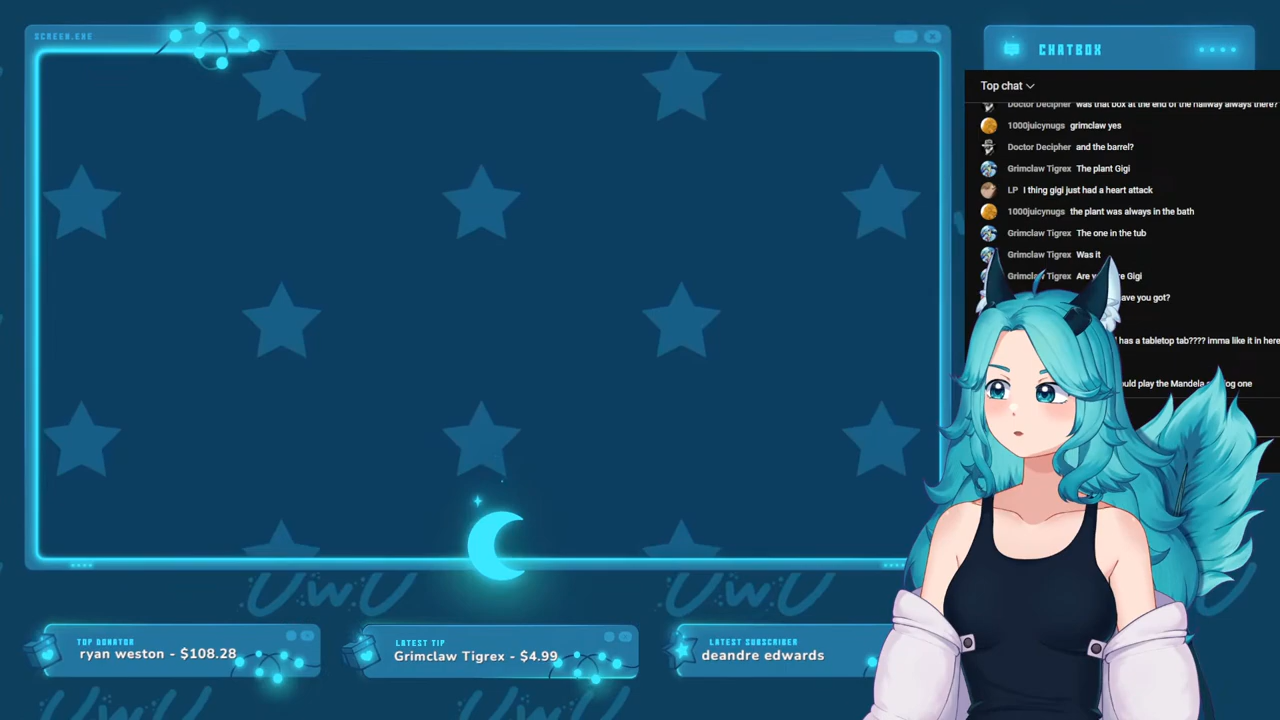 SCREEN.EXE
CHATBOX
Top chat
Doctor Decipher was that box at the end of the hallway always there?
1000juicynugs grimclaw yes
Doctor Decipher and the barrel?
Grimclaw Tigrex The plant Gigi
LP I thing gigi just had a heart attack
1000juicynugs the plant was always in the bath
Grimclaw Tigrex The one in the tub
Grimclaw Tigrex Was it
Grimclaw Tigrex Are Gigi
ave you got?
has a tabletop tab???? imma like it in here
play the Mandela one
UwU
UwU
TOP DONATOR
ryan weston - $108.28
LATEST TIP
Grimclaw Tigrex - $4.99
LATEST SUBSCRIBER
deandre edwards